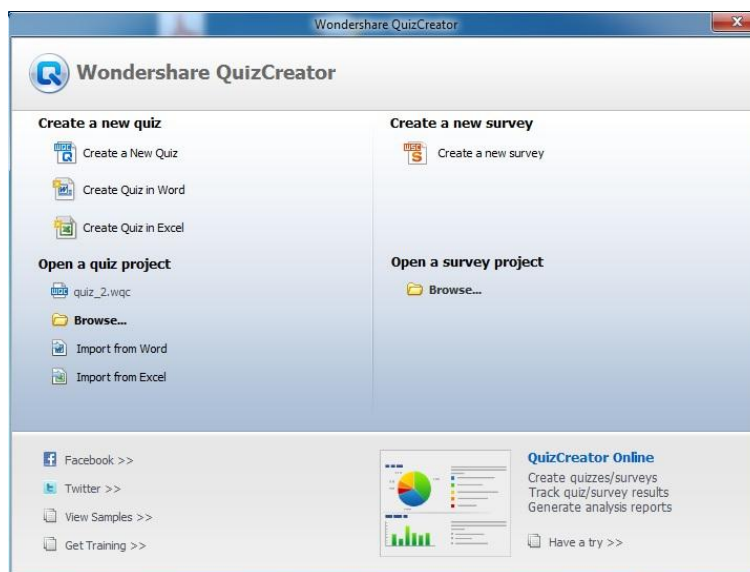 Wondershare QuizCreator
Wondershare QuizCreator
Create a new quiz
Create a New Quiz
Create Quiz in Word
Create Quiz in Excel
Create a new survey
Create a new survey
Open a quiz project
quiz_2.wqc
Browse...
Import from Word
Import from Excel
Open a survey project
Browse...
Facebook >>
Twitter >>
View Samples >>
Get Training >>
QuizCreator Online
Create quizzes/surveys
Track quiz/survey results
Generate analysis reports
Have a try >>